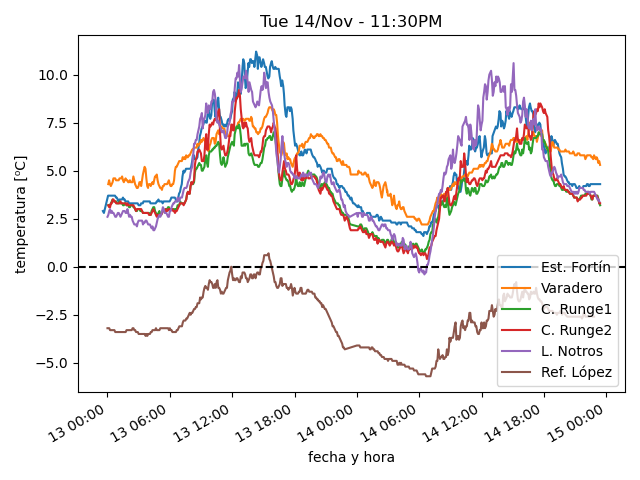 Tue 14/Nov - 11:30PM
temperatura [ºC]
10.0
7.5
5.0
2.5
0.0
−2.5
−5.0
Est. Fortín
Varadero
C. Runge1
C. Runge2
L. Notros
Ref. López
13 00:00
13 06:00
13 12:00
13 18:00
14 00:00
14 06:00
14 12:00
14 18:00
15 00:00
fecha y hora